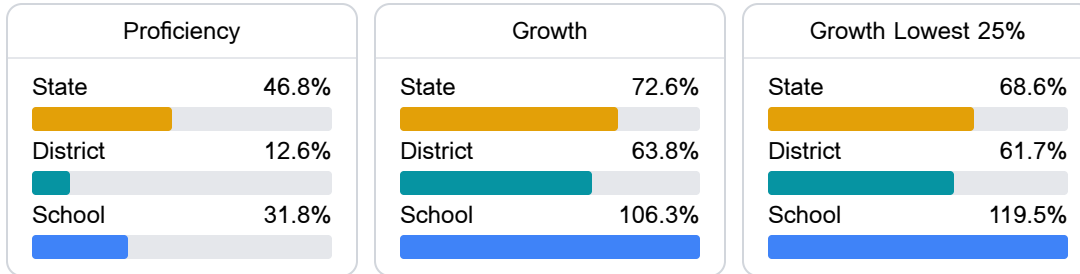 Proficiency
State 46.8%
District 12.6%
School 31.8%
Growth
State 72.6%
District 63.8%
School 106.3%
Growth Lowest 25%
State 68.6%
District 61.7%
School 119.5%